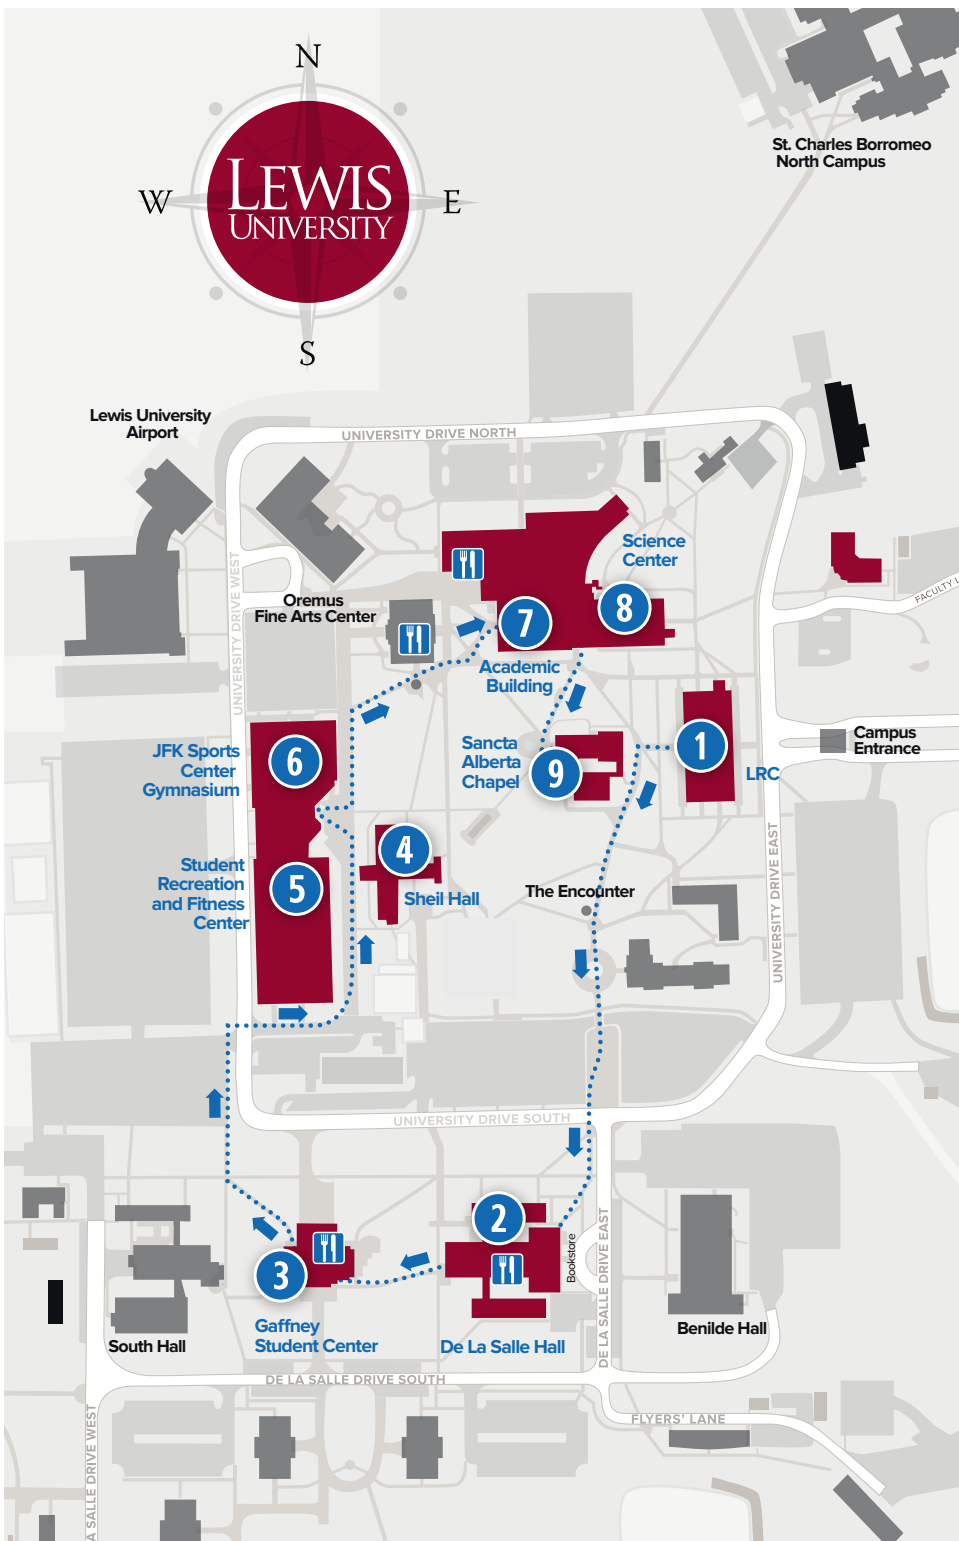 N
W
E
S
LEWIS
UNIVERSITY
St. Charles Borromeo
North Campus
Lewis University
Airport
UNIVERSITY DRIVE NORTH
UNIVERSITY DRIVE WEST
Science
Center
8
7
Academic
Building
Oremus
Fine Arts Center
FACULTY L
JFK Sports
Center
Gymnasium
6
Sancta
Alberta
Chapel
9
1
LRC
Campus
Entrance
Student
Recreation
and Fitness
Center
5
4
Sheil Hall
The Encounter
UNIVERSITY DRIVE EAST
UNIVERSITY DRIVE SOUTH
2
Bookstore
DE LA SALLE DRIVE EAST
3
Gaffney
Student Center
De La Salle Hall
South Hall
Benilde Hall
DE LA SALLE DRIVE SOUTH
FLYERS' LANE
A SALLE DRIVE WEST